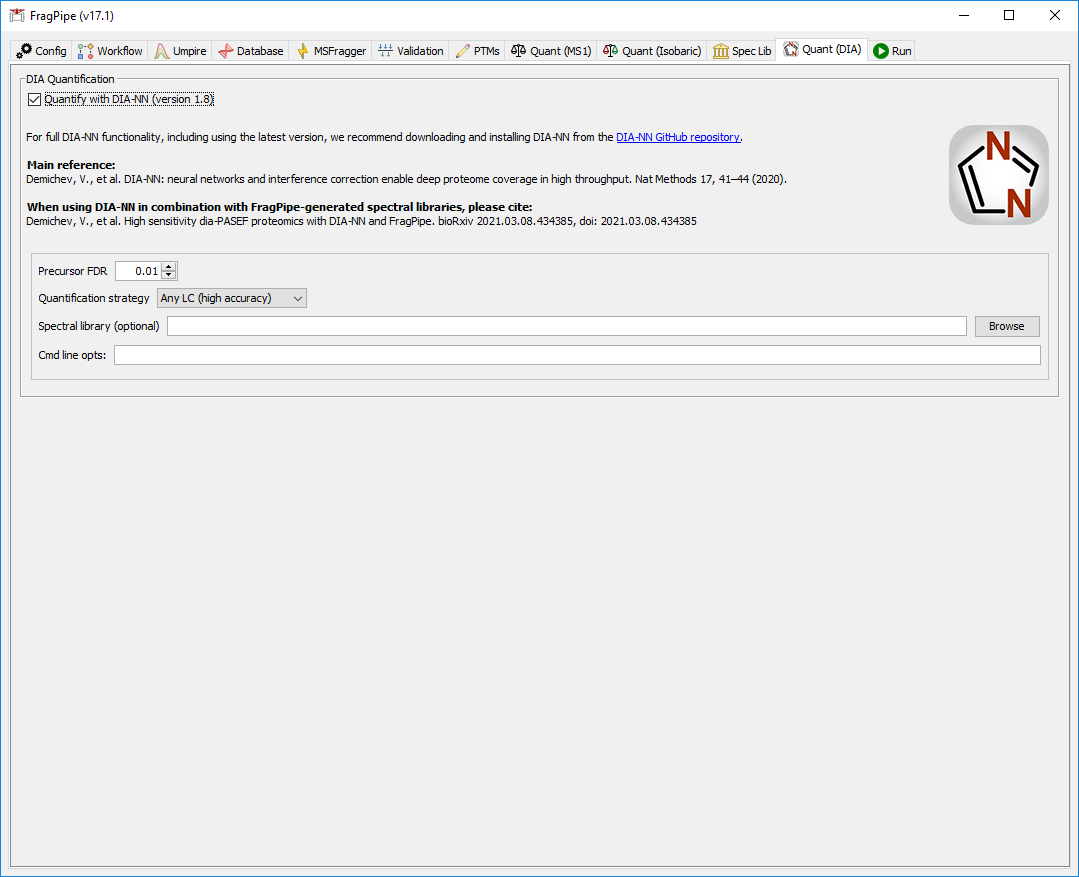 FragPipe (v17.1)
Config Workflow Umpire Database MSFragger Validation PTMs Quant (MS1) Quant (Isobaric) Spec Lib Quant (DIA) Run
DIA Quantification
Quantify with DIA-NN (version 1.8)
For full DIA-NN functionality, including using the latest version, we recommend downloading and installing DIA-NN from the DIA-NN GitHub repository.
Main reference:
Demichev, V., et al. DIA-NN: neural networks and interference correction enable deep proteome coverage in high throughput. Nat Methods 17, 41–44 (2020).
When using DIA-NN in combination with FragPipe-generated spectral libraries, please cite:
Demichev, V., et al. High sensitivity dia-PASEF proteomics with DIA-NN and FragPipe. bioRxiv 2021.03.08.434385, doi: 2021.03.08.434385
N
N
Precursor FDR 0.01
Quantification strategy Any LC (high accuracy)
Spectral library (optional) Browse
Cmd line opts: